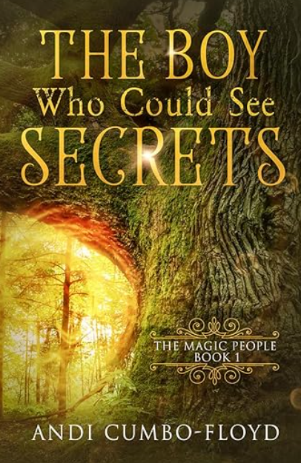 THE BOY
Who Could See
SECRETS
THE MAGIC PEOPLE
BOOK 1
ANDI CUMBO-FLOYD